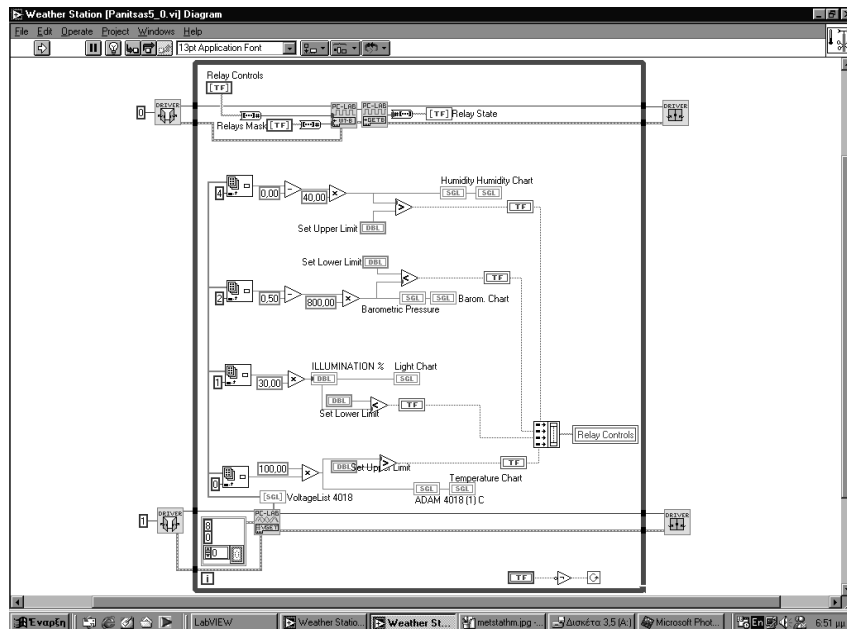 Weather Station [Panitsas5_0.vi] Diagram
File Edit Operate Project Windows Help
13pt Application Font
Relay Controls
[TF]
DRIVER
0
PC-LAB PC-LAB
GETB
[TF] Relay State
DRIVER
Relays Mask [TF]
Humidity Humidity Chart
4
0,00
40,00
SGL SGL
TF
Set Upper Limit DBL
Set Lower Limit DBL
TF
2
0,50
800,00
SGL SGL Barom. Chart
Barometric Pressure
ILLUMINATION % Light Chart
1
30,00
DBL
SGL
DBL
TF
Set Lower Limit
Relay Controls
0
100,00
DBL Set Upper Limit
TF
Temperature Chart
SGL SGL
ADAM 4018 (1) C
[SGL] VoltageList 4018
DRIVER
1
PC-LAB
DRIVER
8
0
0
i
TF
Έναρξη
LabVIEW
Weather Statio...
Weather St...
metstathm.jpg -...
Δισκέτα 3,5 (A:)
Microsoft Phot...
En
6:51 μμ